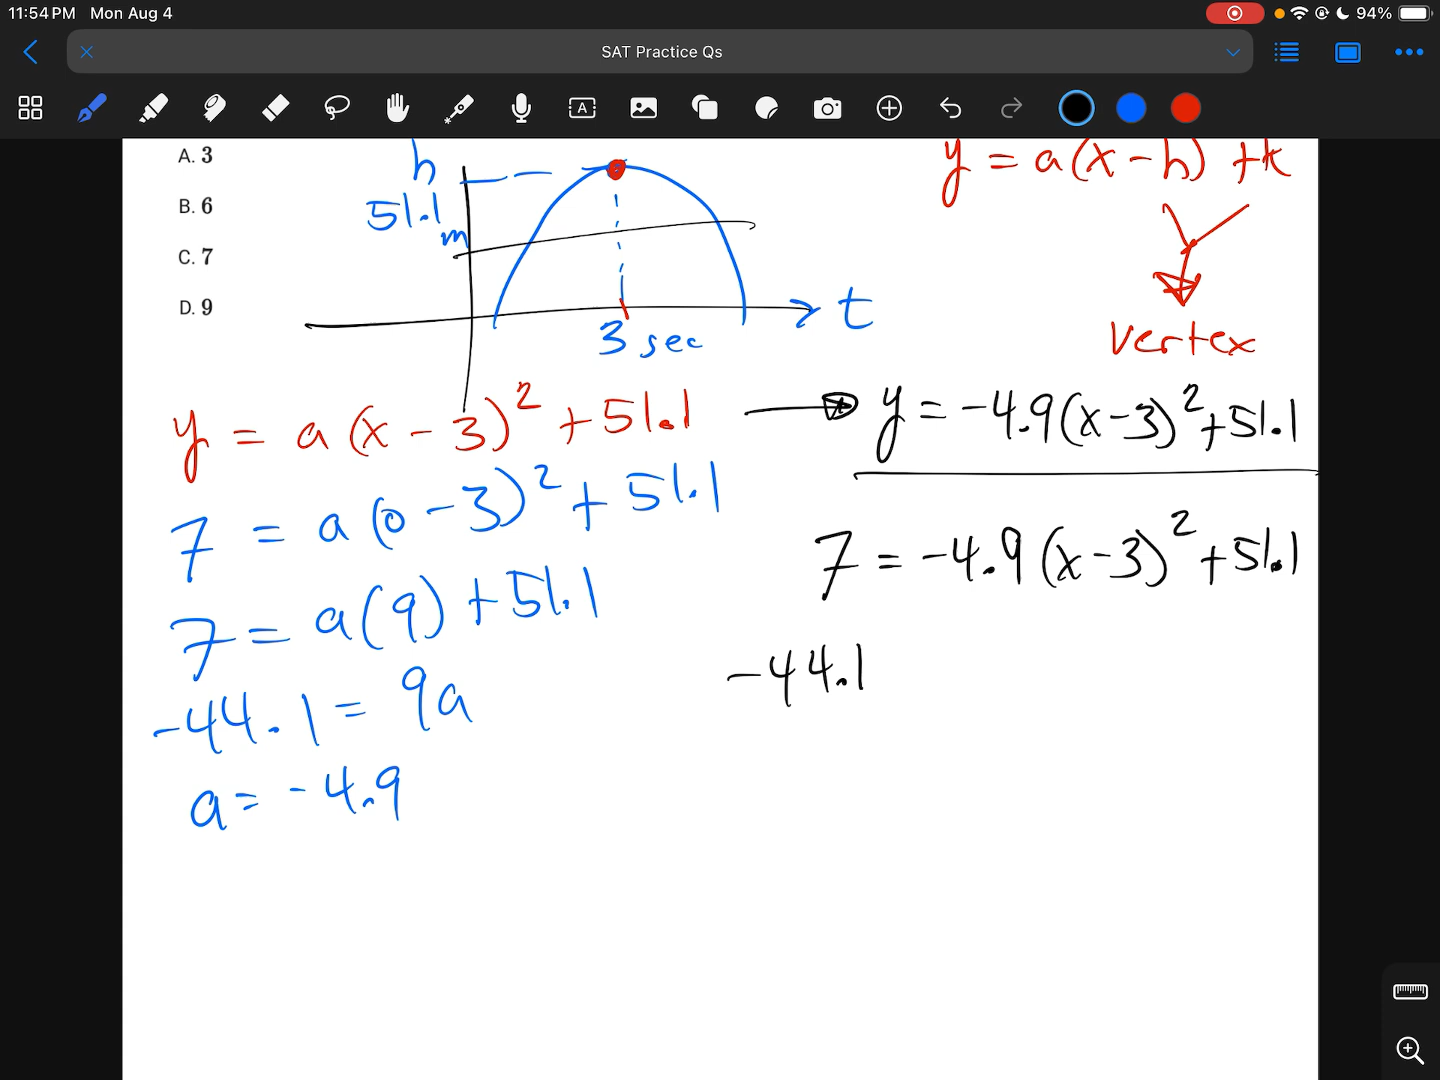 11:54 PM Mon Aug 4
94%
SAT Practice Qs
A. 3
B. 6
C. 7
D. 9
h
51.1
m
3 sec
t
y = a(x-h) +k
vertex
y = a(x-3)² +51.1
7 = a(0-3)² + 51.1
7 = a(9) +51.1
-44.1 = 9a
a = -4.9
y = -4.9(x-3)²+51.1
7 = -4.9(x-3)²+51.1
-44.1